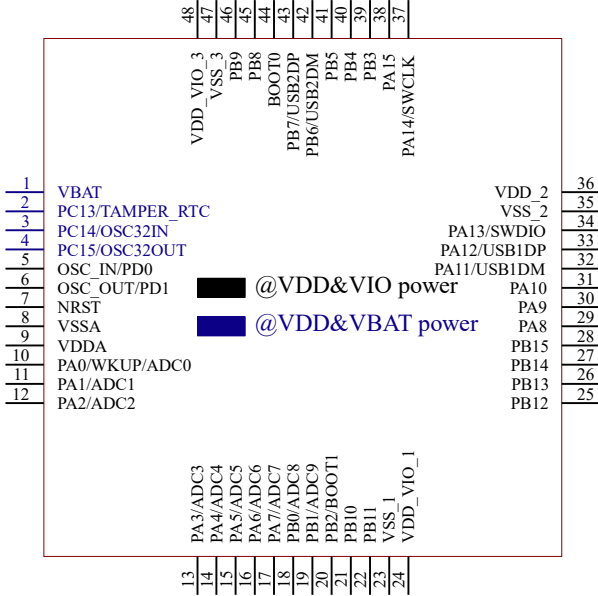 48
47
46
45
44
43
42
41
40
39
38
37
VDD_VIO_3
VSS_3
PB9
PB8
BOOT0
PB7/USB2DP
PB6/USB2DM
PB5
PB4
PB3
PA15
PA14/SWCLK
1 VBAT
2 PC13/TAMPER_RTC
3 PC14/OSC32IN
4 PC15/OSC32OUT
5 OSC_IN/PD0
6 OSC_OUT/PD1
7 NRST
8 VSSA
9 VDDA
10 PA0/WKUP/ADC0
11 PA1/ADC1
12 PA2/ADC2
@VDD&VIO power
@VDD&VBAT power
VDD_2 36
VSS_2 35
PA13/SWDIO 34
PA12/USB1DP 33
PA11/USB1DM 32
PA10 31
PA9 30
PA8 29
PB15 28
PB14 27
PB13 26
PB12 25
PA3/ADC3
PA4/ADC4
PA5/ADC5
PA6/ADC6
PA7/ADC7
PB0/ADC8
PB1/ADC9
PB2/BOOT1
PB10
PB11
VSS_1
VDD_VIO_1
13
14
15
16
17
18
19
20
21
22
23
24